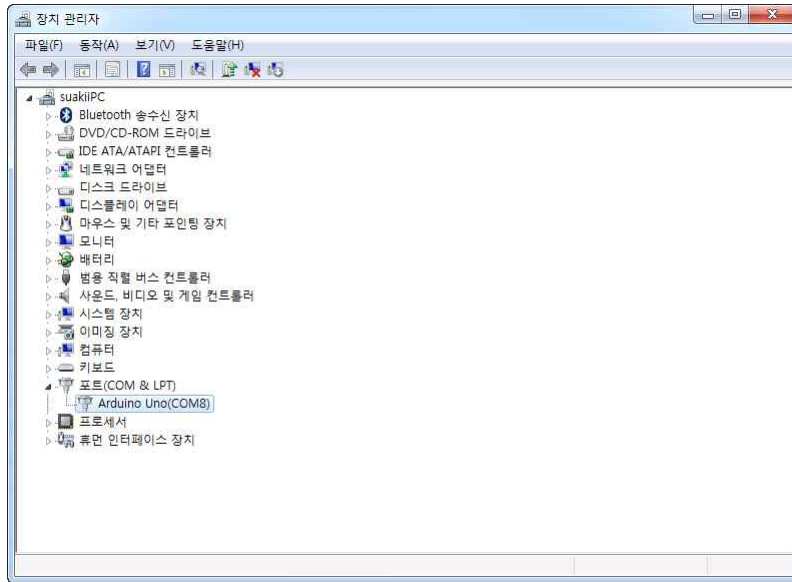 장치 관리자
파일(F) 동작(A) 보기(V) 도움말(H)
suakiiPC
Bluetooth 송수신 장치
DVD/CD-ROM 드라이브
IDE ATA/ATAPI 컨트롤러
네트워크 어댑터
디스크 드라이브
디스플레이 어댑터
마우스 및 기타 포인팅 장치
모니터
배터리
범용 직렬 버스 컨트롤러
사운드, 비디오 및 게임 컨트롤러
시스템 장치
이미징 장치
컴퓨터
키보드
포트(COM & LPT)
Arduino Uno(COM8)
프로세서
휴먼 인터페이스 장치